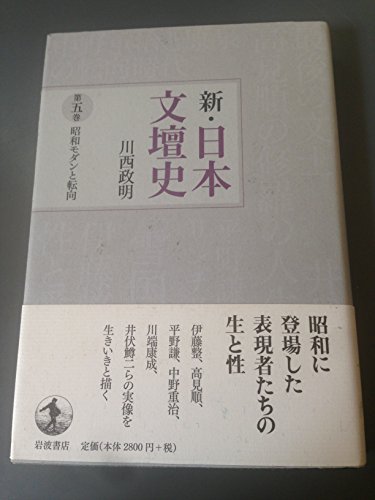 新・日本
文壇史
川西政明
第五巻 昭和モダンと転向
昭和に
登場した
表現者たちの
生と性
伊藤整、高見順、
平野謙、中野重治、
川端康成、
井伏鱒二らの実像を
生きいきと描く
岩波書店
定価(本体2800円+税)